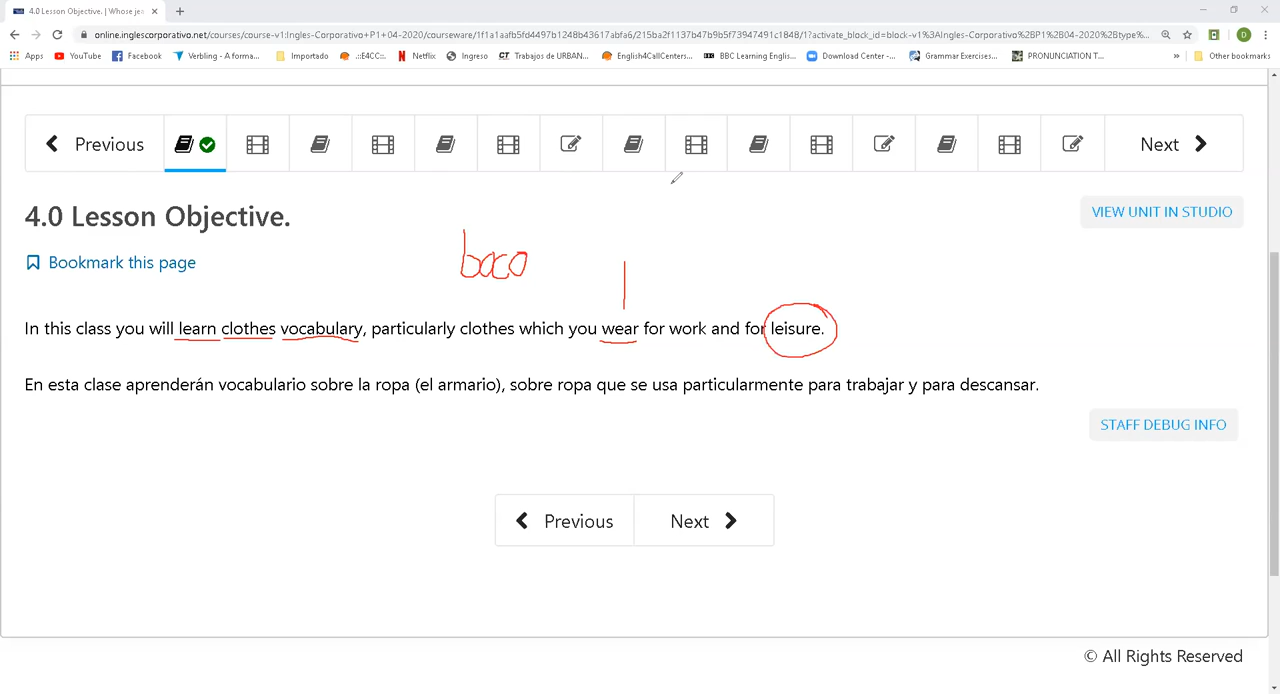 4.0 Lesson Objective. | Whose je
online.inglescorporativo.net/courses/course-v1:Ingles-Corporativo+P1+04-2020/courseware/1f1a1aafb5fd4497b1248b43617abfa6/215ba2f1137b47b9b5f73947491c1848/1?activate_block_id=block-v1%3AIngles-Corporativo%2BP1%2B04-2020%2Btype%...
Apps YouTube Facebook Verbling - A forma... Importado .::E4CC::. Netflix Ingreso CT Trabajos de URBAN... English4CallCenters... BBC Learning Englis... Download Center -... Grammar Exercises... PRONUNCIATION T... » Other bookmarks
Previous Next
4.0 Lesson Objective.
VIEW UNIT IN STUDIO
Bookmark this page
boco
In this class you will learn clothes vocabulary, particularly clothes which you wear for work and for leisure.
En esta clase aprenderán vocabulario sobre la ropa (el armario), sobre ropa que se usa particularmente para trabajar y para descansar.
STAFF DEBUG INFO
Previous Next
© All Rights Reserved